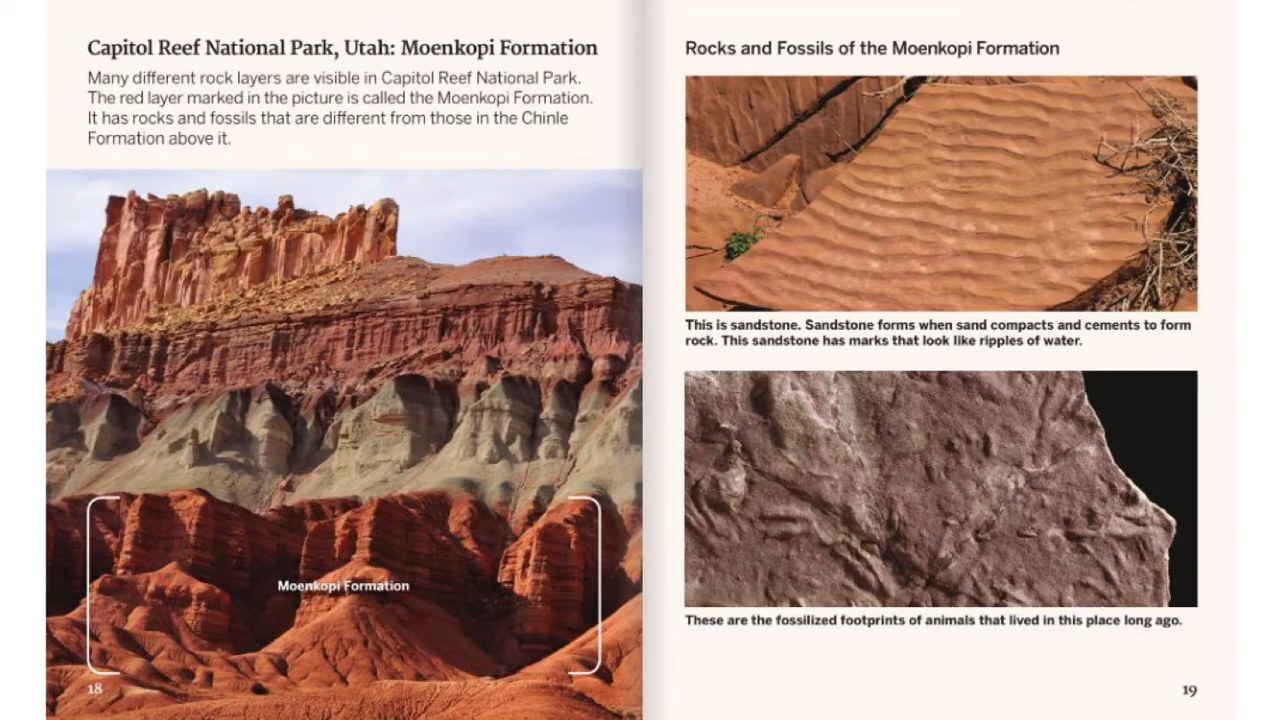 Capitol Reef National Park, Utah: Moenkopi Formation
Many different rock layers are visible in Capitol Reef National Park.
The red layer marked in the picture is called the Moenkopi Formation.
It has rocks and fossils that are different from those in the Chinle
Formation above it.
Moenkopi Formation
18
Rocks and Fossils of the Moenkopi Formation
This is sandstone. Sandstone forms when sand compacts and cements to form
rock. This sandstone has marks that look like ripples of water.
These are the fossilized footprints of animals that lived in this place long ago.
19